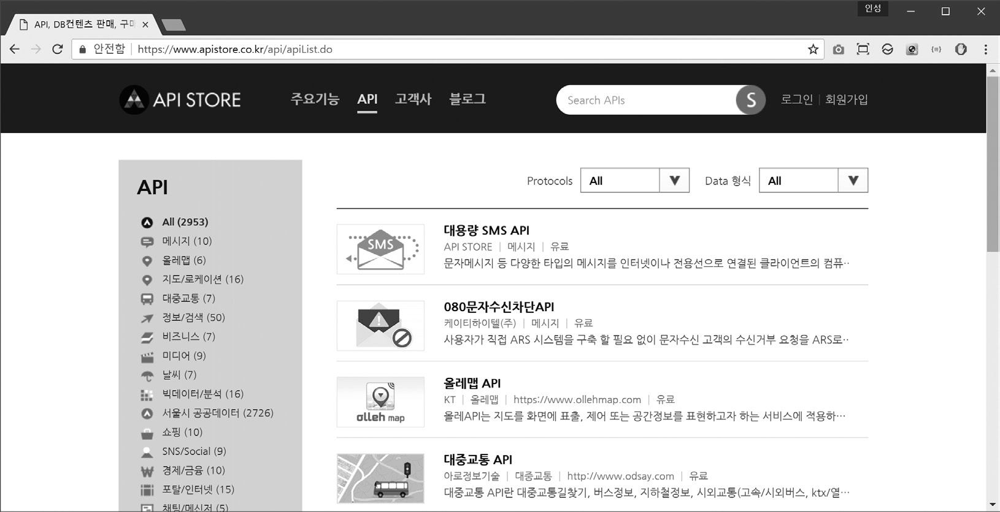 인성
API, DB컨텐츠 판매, 구
안전함 https://www.apistore.co.kr/api/apiList.do
API STORE 주요기능 API 고객사 블로그 Search APIs S 로그인 회원가입
API
All (2953)
메시지 (10)
올레맵 (6)
지도/로케이션 (16)
대중교통 (7)
정보/검색 (50)
비즈니스 (7)
미디어 (9)
날씨 (7)
빅데이터/분석 (16)
서울시 공공데이터 (2726)
쇼핑 (10)
SNS/Social (9)
경제/금융 (10)
포탈/인터넷 (15)
채팅/메신저 (5)
Protocols All Data 형식 All
SMS
대용량 SMS API
API STORE | 메시지 | 유료
문자메시지 등 다양한 타입의 메시지를 인터넷이나 전용선으로 연결된 클라이언트의 컴퓨··
080문자수신차단API
케이티하이텔(주) | 메시지 | 유료
사용자가 직접 ARS 시스템을 구축 할 필요 없이 문자수신 고객의 수신거부 요청을 ARS로··
olleh map
올레맵 API
KT | 올레맵 | https://www.ollehmap.com | 유료
올레API는 지도를 화면에 표출, 제어 또는 공간정보를 표현하고자 하는 서비스에 적용하···
대중교통 API
아로정보기술 | 대중교통 | http://www.odsay.com | 유료
대중교통 API란 대중교통길찾기, 버스정보, 지하철정보, 시외교통(고속/시외버스, ktx/열···